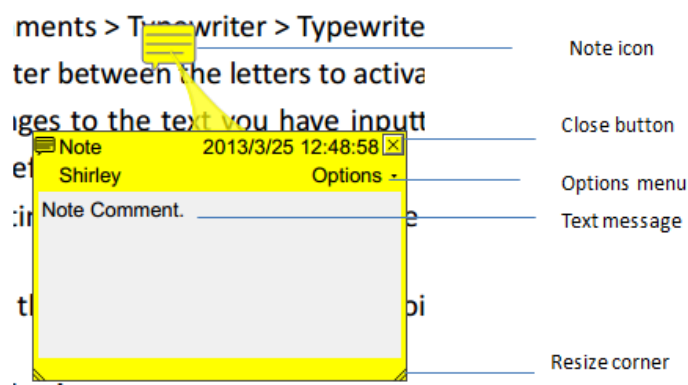 ments > Typewriter > Typewrite
Note icon
ter between the letters to activa
ges to the text you have inputt
Close button
Note 2013/3/25 12:48:58
Shirley Options
Options menu
Note Comment.
Text message
Resize corner